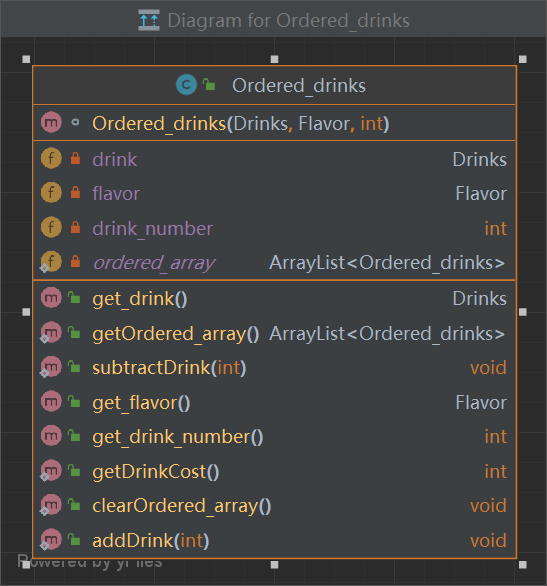 Diagram for Ordered_drinks
C Ordered_drinks
m Ordered_drinks(Drinks, Flavor, int)
f drink Drinks
f flavor Flavor
f drink_number int
f ordered_array ArrayList<Ordered_drinks>
m get_drink() Drinks
m getOrdered_array() ArrayList<Ordered_drinks>
m subtractDrink(int) void
m get_flavor() Flavor
m get_drink_number() int
m getDrinkCost() int
m clearOrdered_array() void
m addDrink(int) void
Powered by yFiles